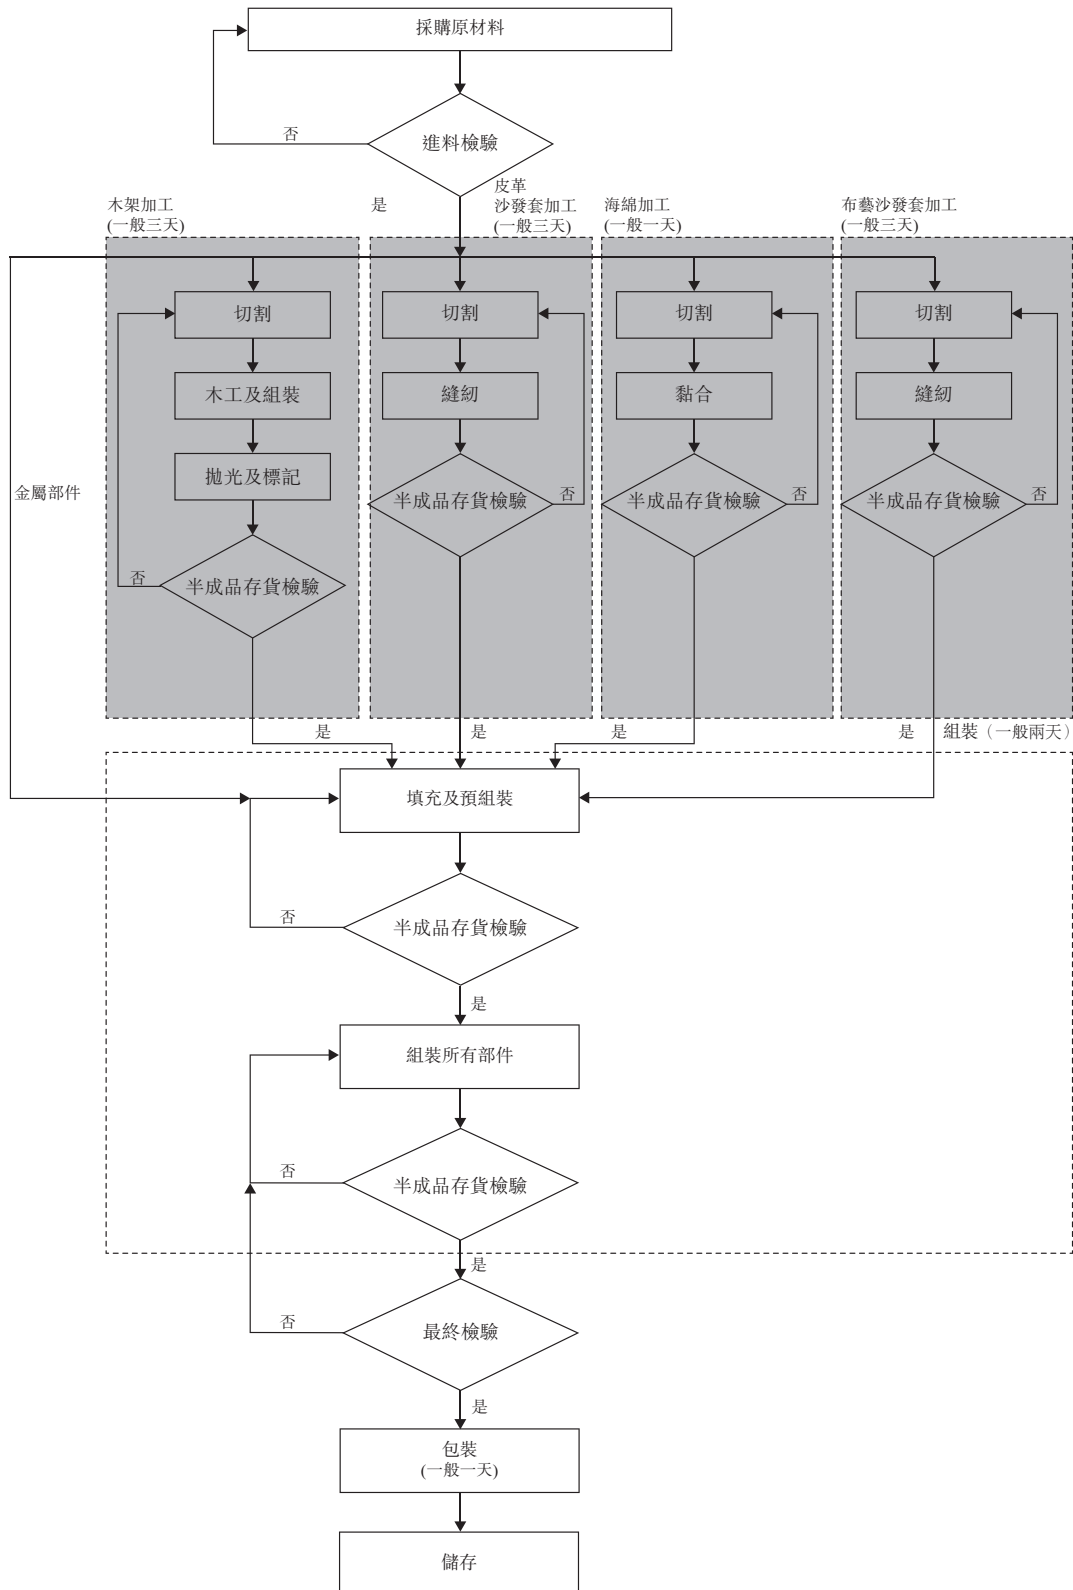 採購原材料
進料檢驗
否
是
木架加工
(一般三天)
皮革
沙發套加工
(一般三天)
海綿加工
(一般一天)
布藝沙發套加工
(一般三天)
切割
切割
切割
切割
木工及組裝
縫紉
黏合
縫紉
拋光及標記
金屬部件
半成品存貨檢驗
否
半成品存貨檢驗
否
半成品存貨檢驗
否
否
半成品存貨檢驗
是
是
是
是
組裝（一般兩天）
填充及預組裝
否
半成品存貨檢驗
是
組裝所有部件
否
半成品存貨檢驗
是
否
最終檢驗
是
包裝
(一般一天)
儲存